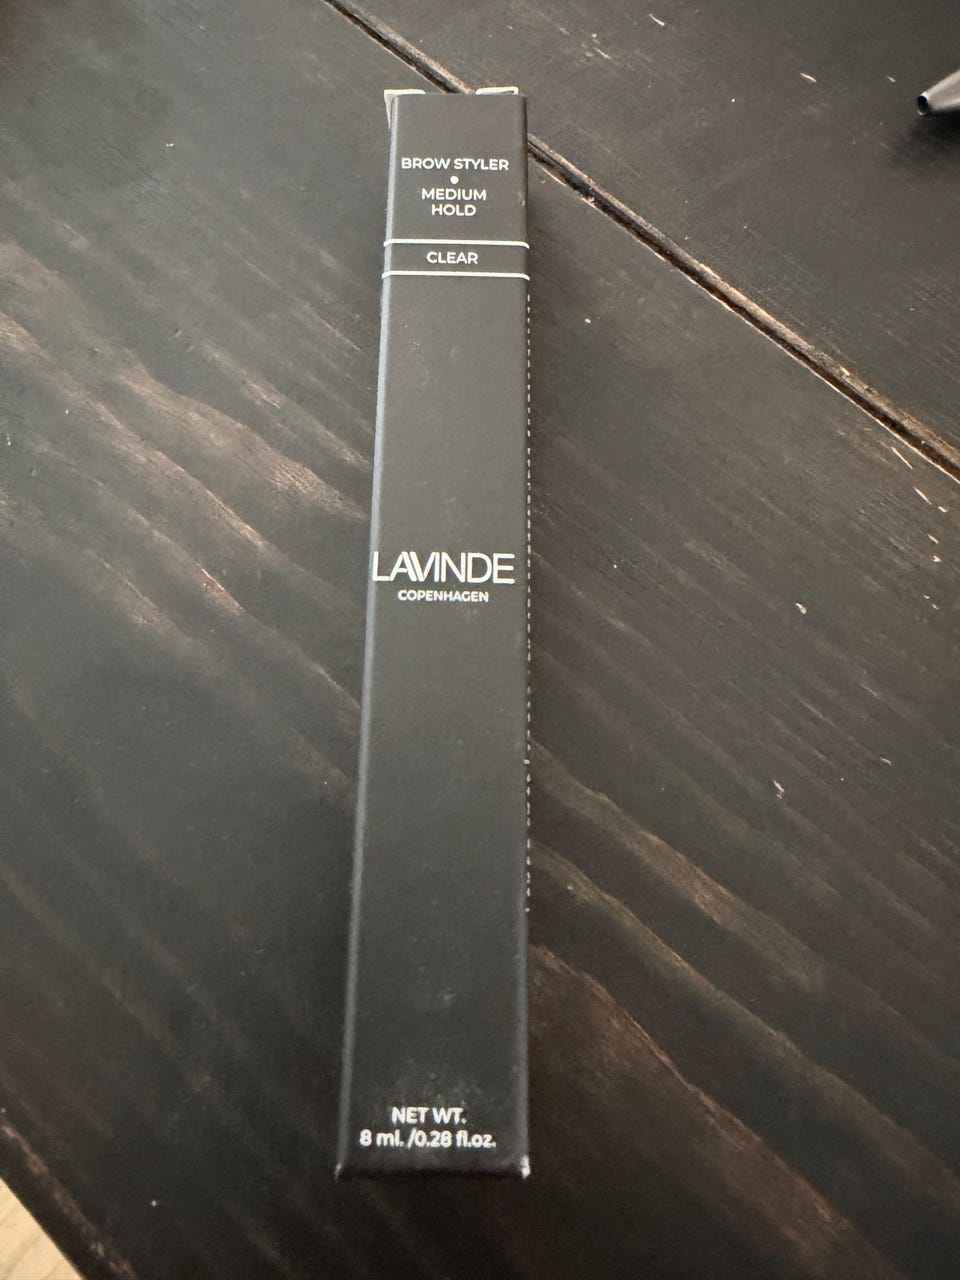 BROW STYLER
•
MEDIUM
HOLD
CLEAR
LAVINDE
COPENHAGEN
NET WT.
8 ml. /0.28 fl.oz.